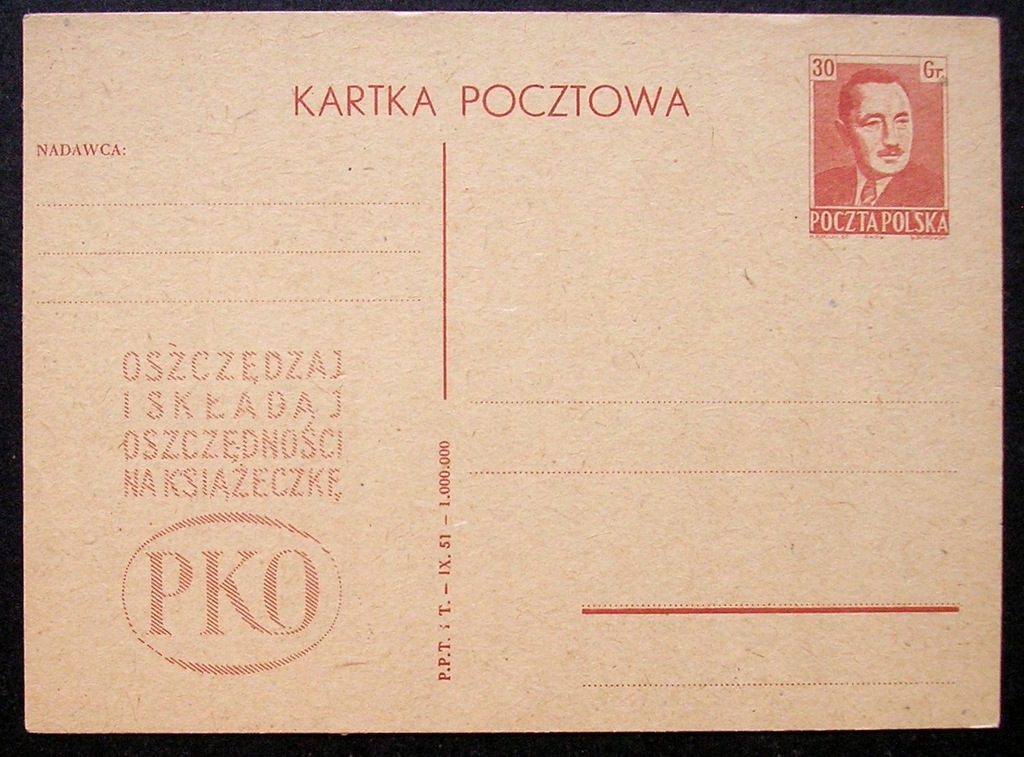 KARTKA POCZTOWA
30 Gr.
POCZTA POLSKA
NADAWCA:
OSZCZĘDZAJ
I SKŁADAJ
OSZCZĘDNOŚCI
NA KSIĄŻECZKĘ
PKO
P.P.T. i T. — IX. 51 — 1.000.000